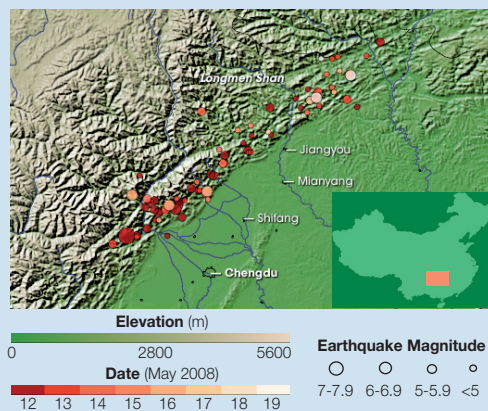 Longmen Shan
Jiangyou
Mianyang
Shifang
Chengdu
Elevation (m)
0 2800 5600
Date (May 2008)
12 13 14 15 16 17 18 19
Earthquake Magnitude
7-7.9 6-6.9 5-5.9 <5